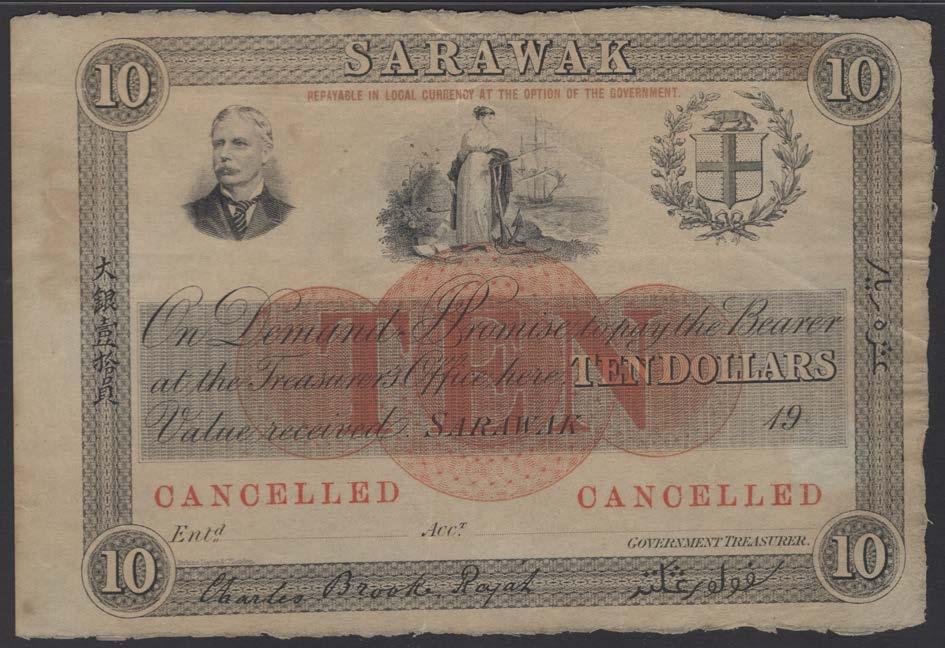 SARAWAK
10
10
REPAYABLE IN LOCAL CURRENCY AT THE OPTION OF THE GOVERNMENT.
大銀壹拾員
TEN
On Demand I Promise to pay the Bearer
at the Treasurer's Office here TEN DOLLARS
Value received. SARAWAK 19
CANCELLED
CANCELLED
Entd Acct.
GOVERNMENT TREASURER.
10
10
Charles Brooke, Rajah